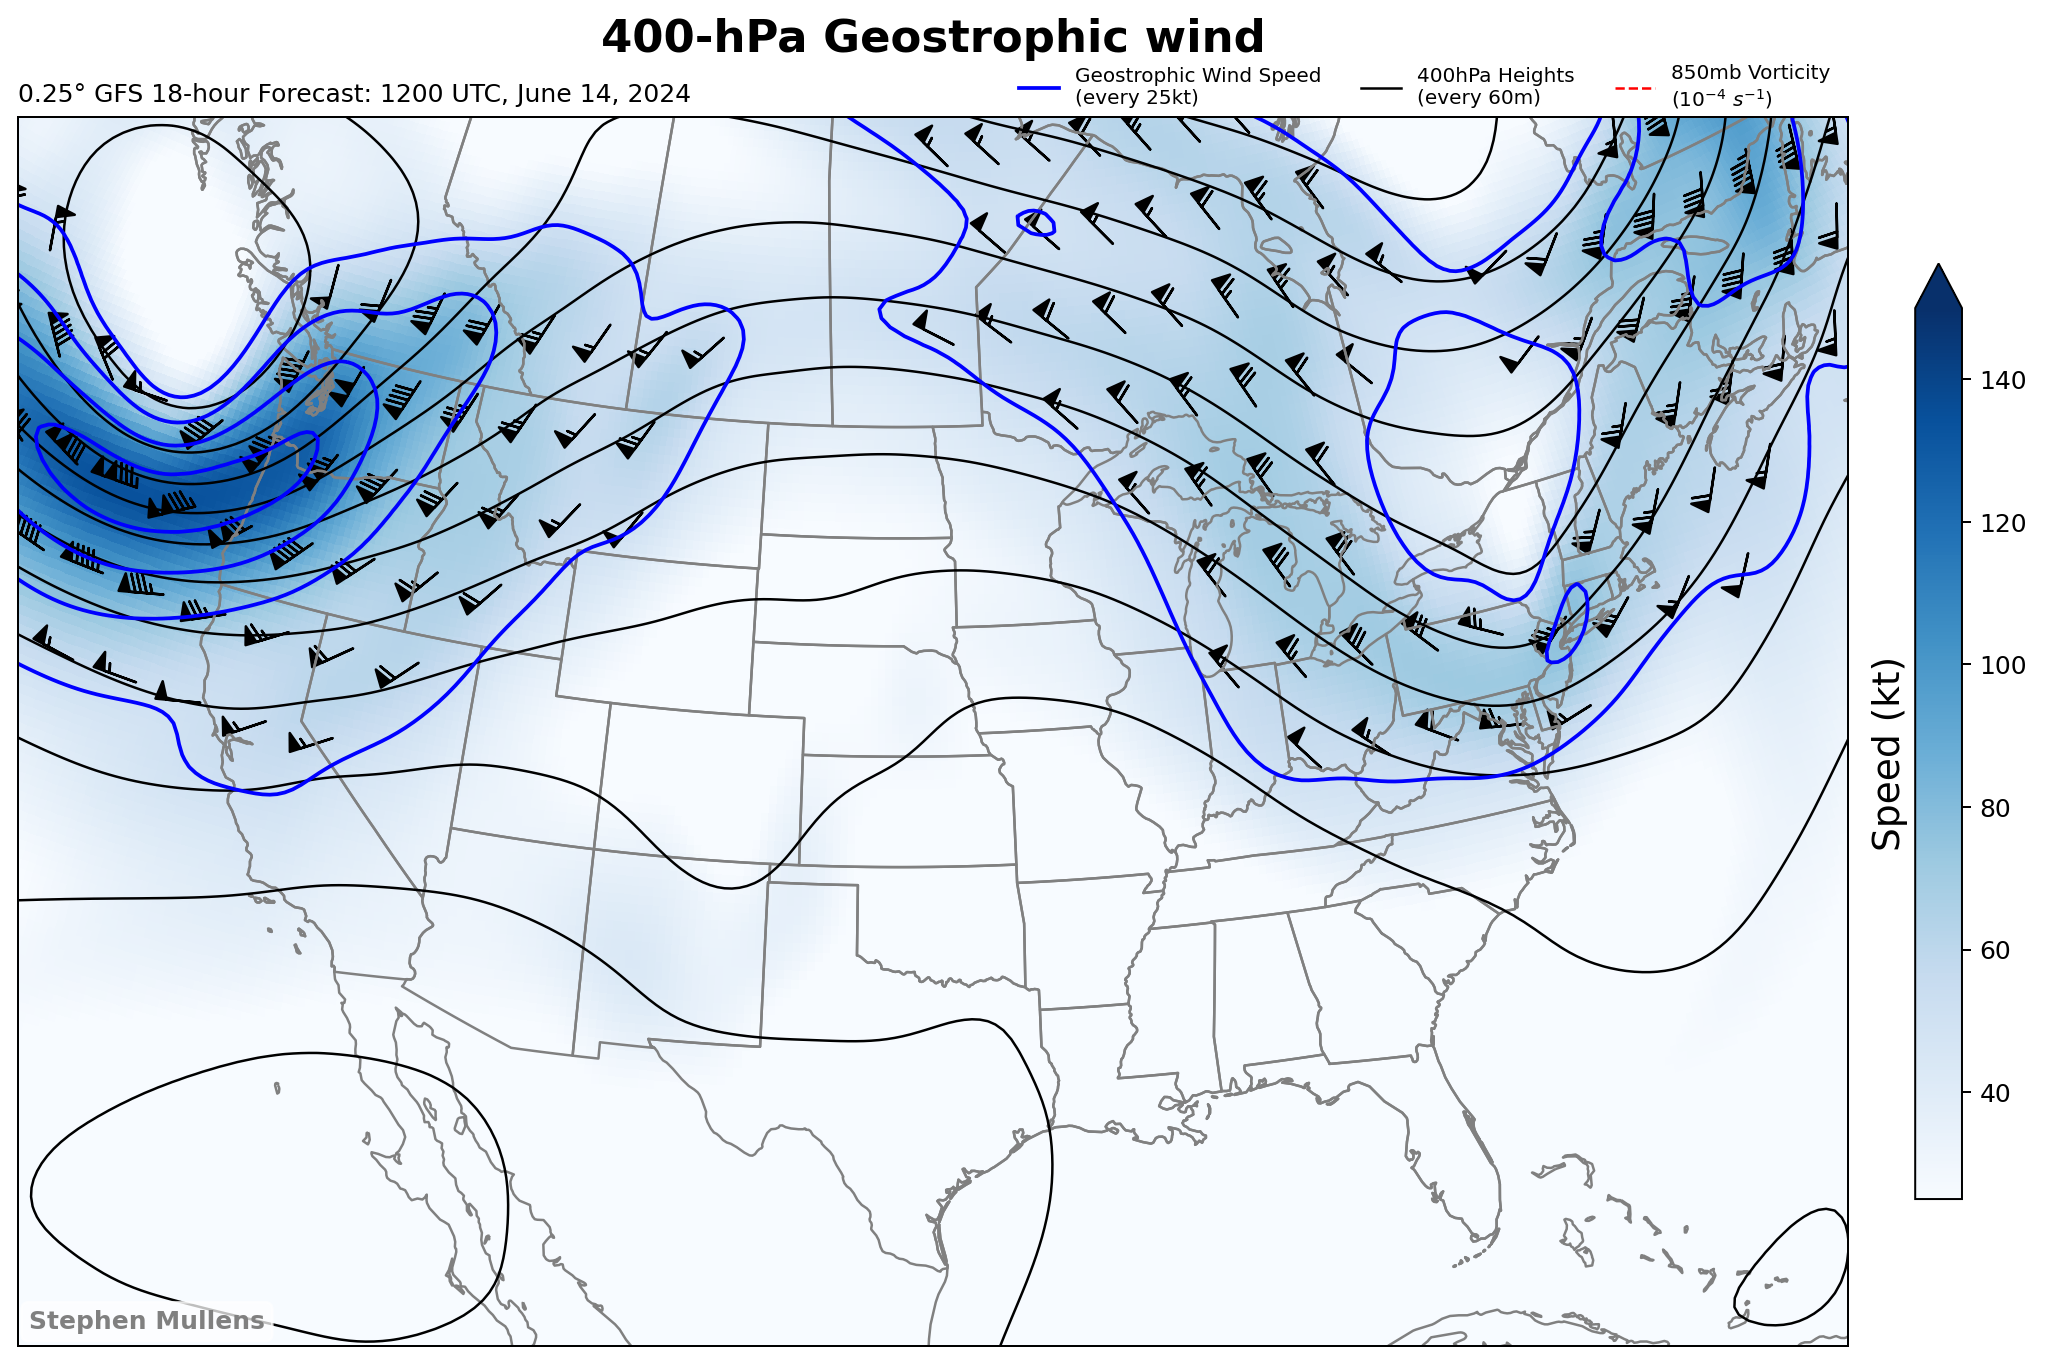 400-hPa Geostrophic wind
0.25° GFS 18-hour Forecast: 1200 UTC, June 14, 2024
Geostrophic Wind Speed
(every 25kt)
400hPa Heights
(every 60m)
850mb Vorticity
(10⁻⁴ s⁻¹)
140
120
100
80
60
40
Speed (kt)
Stephen Mullens